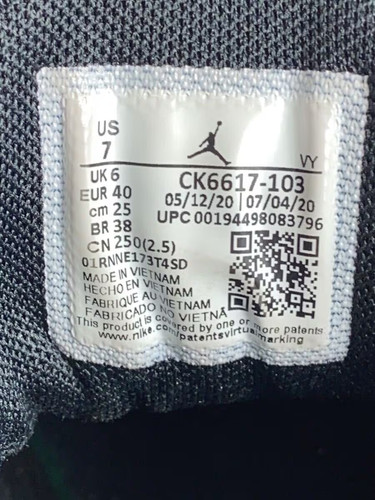 US
7
VY
UK 6
EUR 40
cm 25
BR 38
CN 250(2.5)
CK6617-103
05/12/20 | 07/04/20
UPC 00194498083796
01RNNE173T4SD
MADE IN VIETNAM
HECHO EN VIETNAM
FABRIQUE AU VIETNAM
FABRICADO NO VIETNÃ
This product is covered by one or more patents
www.nike.com/patentsvirtualmarking